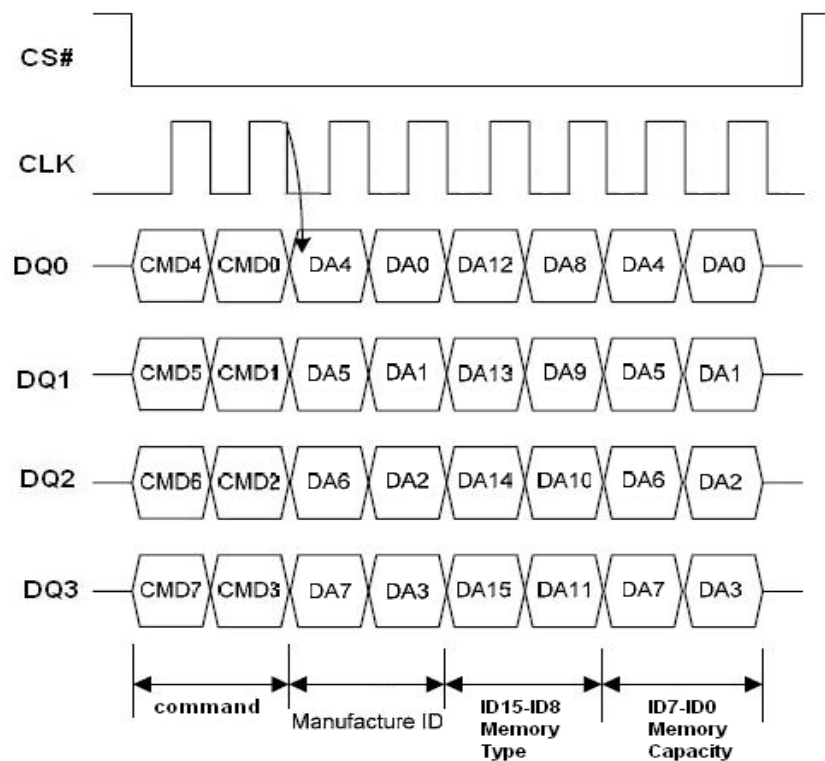 CS#
CLK
DQ0 CMD4 CMD0 DA4 DA0 DA12 DA8 DA4 DA0
DQ1 CMD5 CMD1 DA5 DA1 DA13 DA9 DA5 DA1
DQ2 CMD6 CMD2 DA6 DA2 DA14 DA10 DA6 DA2
DQ3 CMD7 CMD3 DA7 DA3 DA15 DA11 DA7 DA3
command
Manufacture ID
ID15-ID8
Memory
Type
ID7-ID0
Memory
Capacity